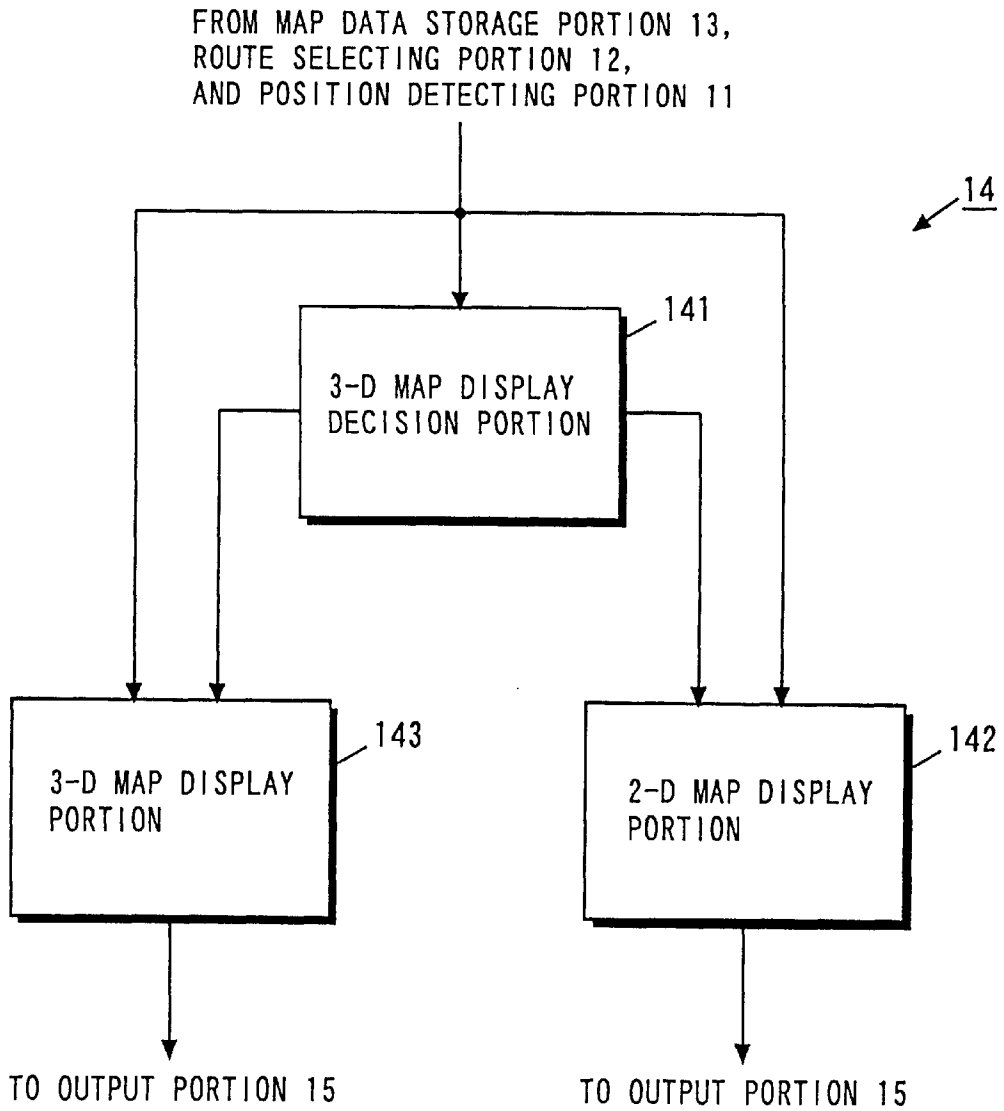 FROM MAP DATA STORAGE PORTION 13,
ROUTE SELECTING PORTION 12,
AND POSITION DETECTING PORTION 11
14
141
3-D MAP DISPLAY
DECISION PORTION
143
3-D MAP DISPLAY
PORTION
142
2-D MAP DISPLAY
PORTION
TO OUTPUT PORTION 15
TO OUTPUT PORTION 15